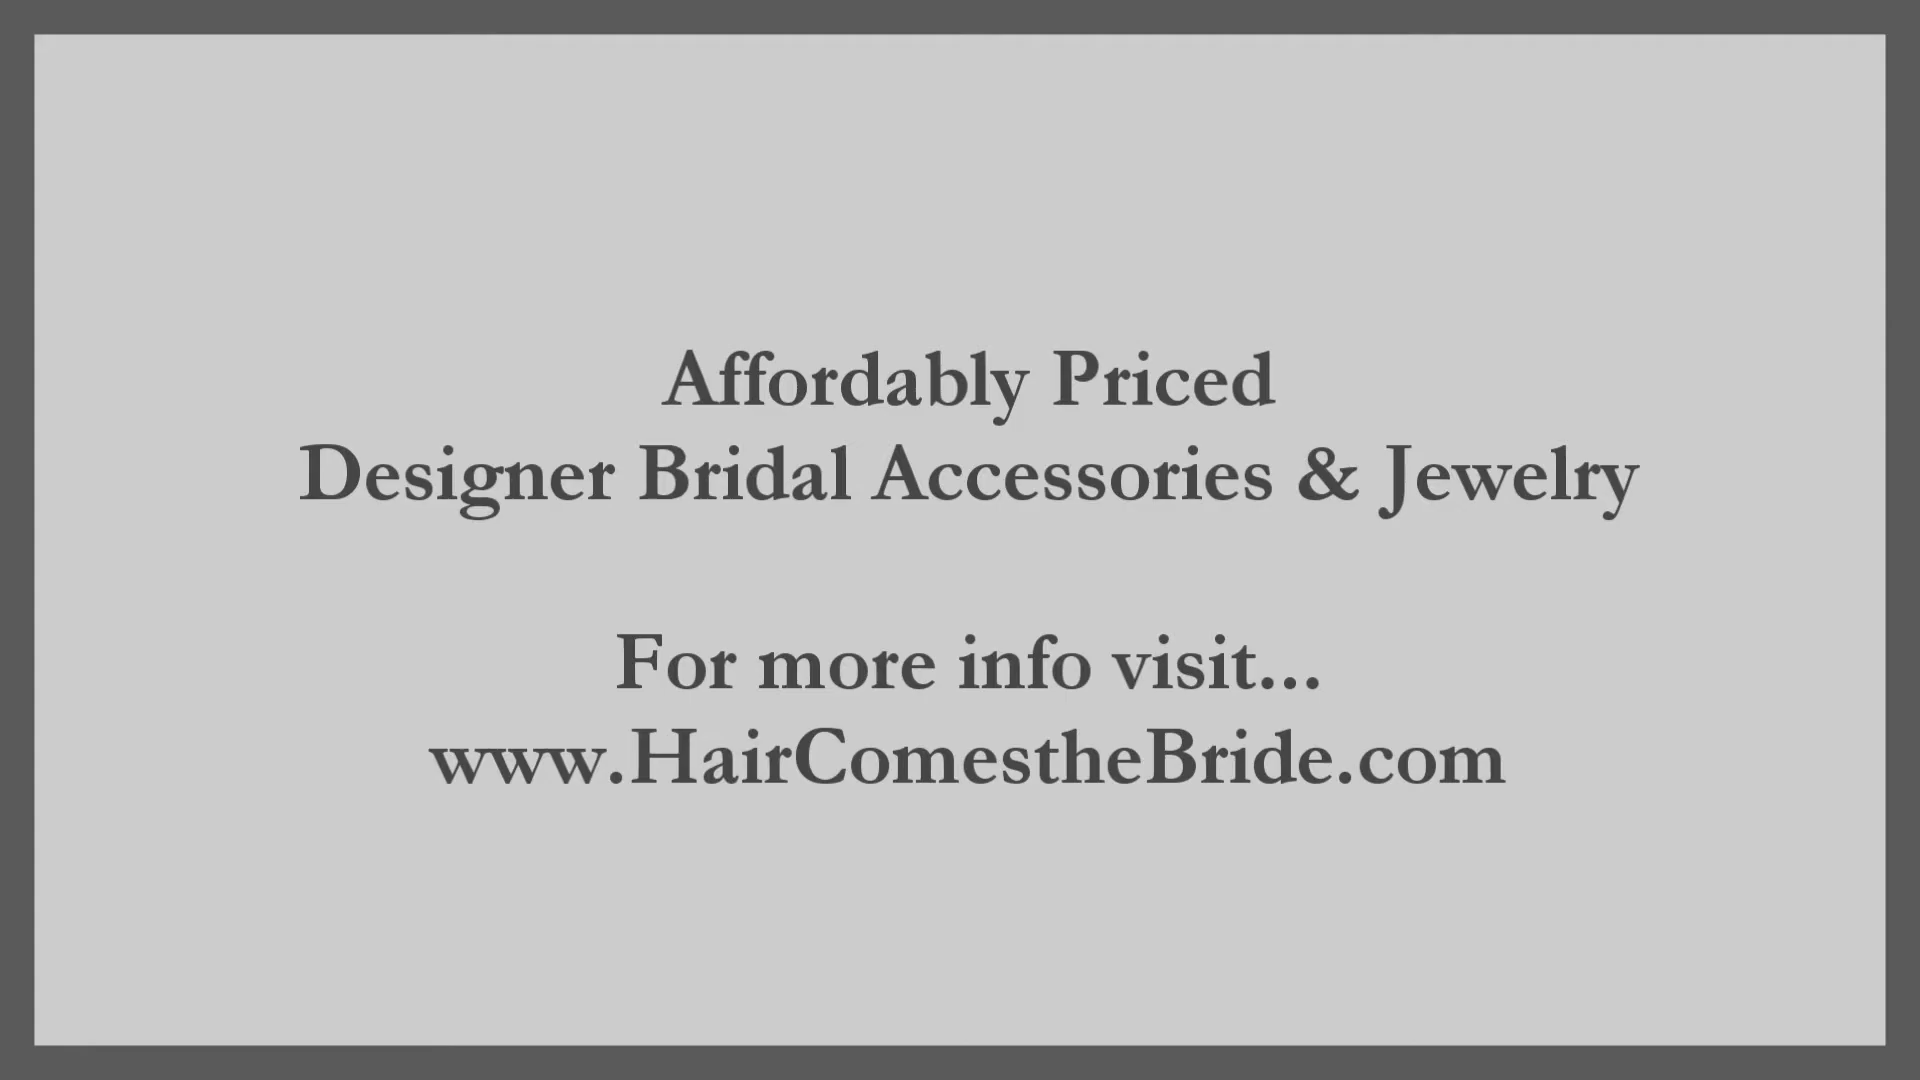 Affordably Priced
Designer Bridal Accessories & Jewelry
For more info visit...
www.HairComestheBride.com